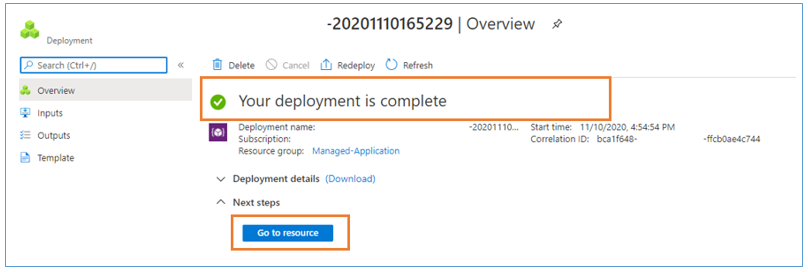 -20201110165229 | Overview
Deployment
Search (Ctrl+/)
«
Delete
Cancel
Redeploy
Refresh
Overview
Inputs
Outputs
Template
Your deployment is complete
Deployment name: -20201110...
Subscription:
Resource group: Managed-Application
Start time: 11/10/2020, 4:54:54 PM
Correlation ID: bca1f648- -ffcb0ae4c744
Deployment details (Download)
Next steps
Go to resource